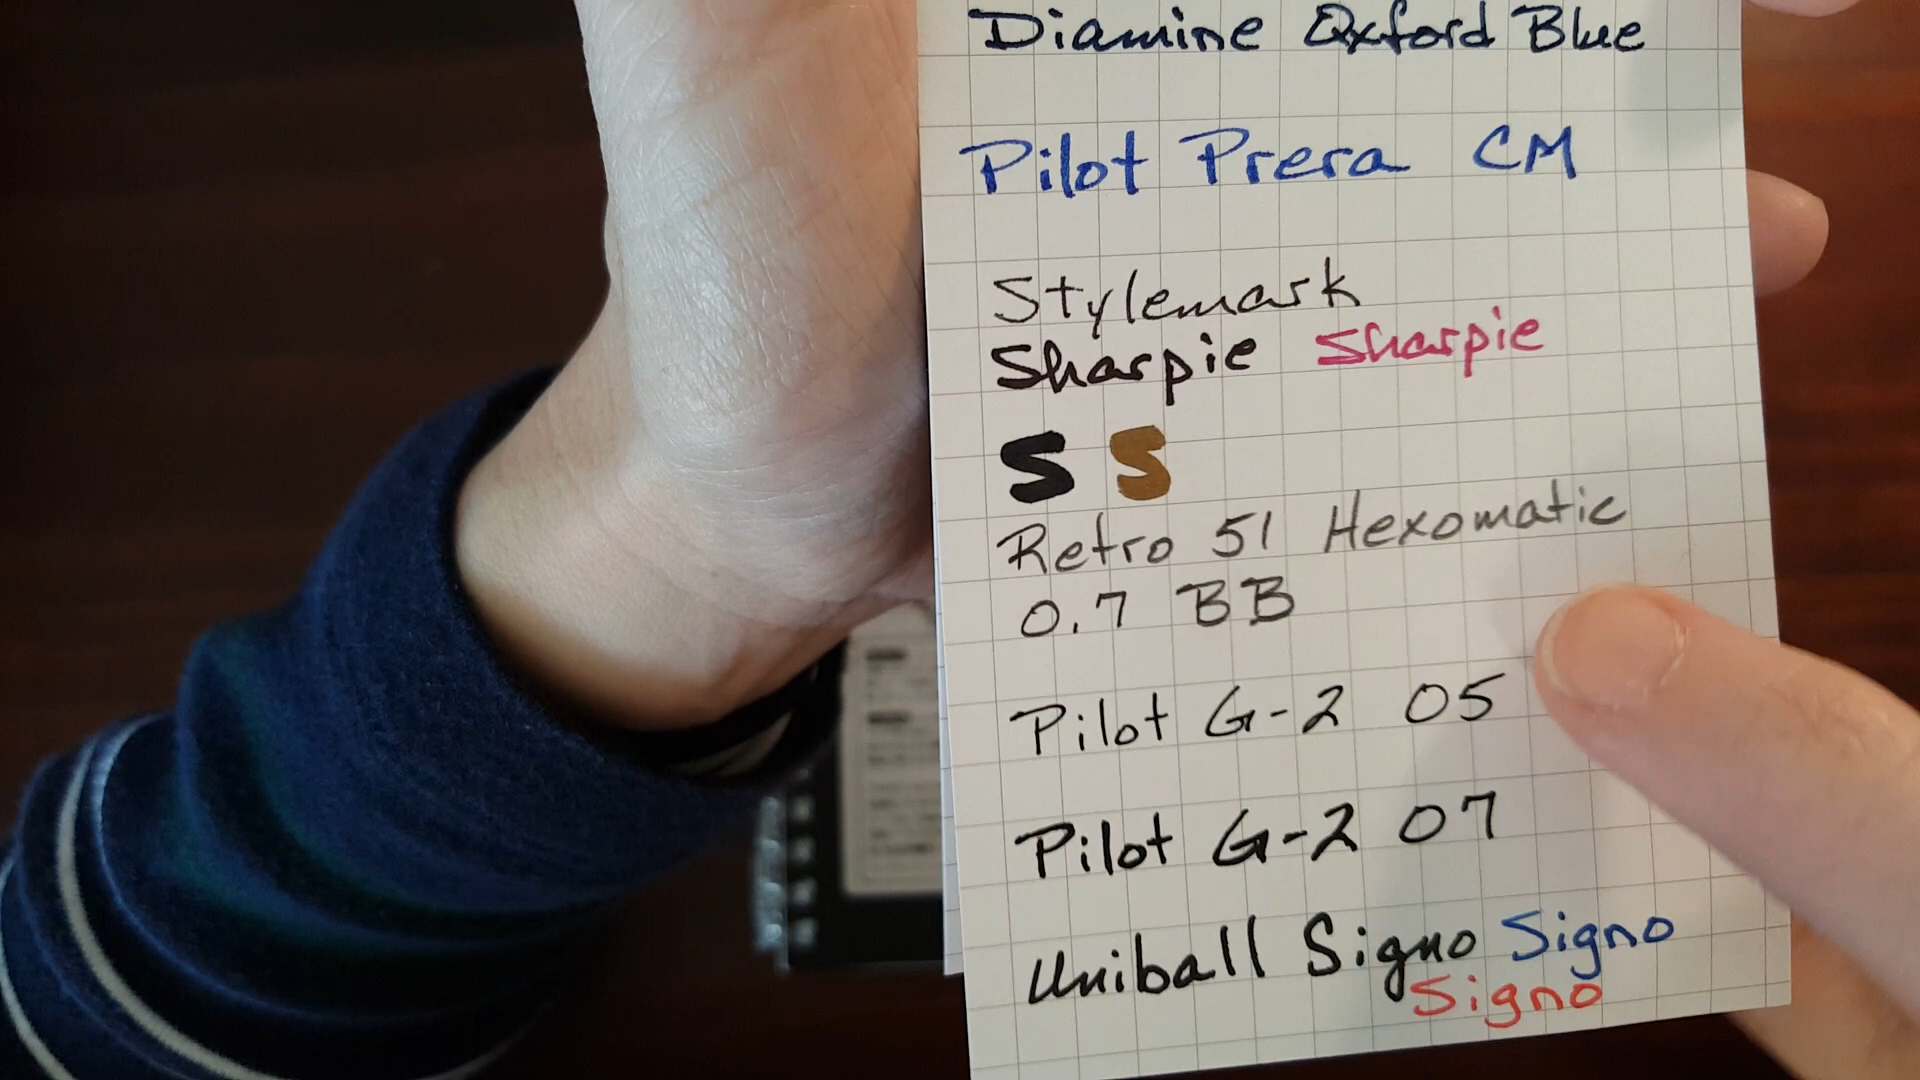 Diamine Oxford Blue
Pilot Prera CM
Stylemark
Sharpie Sharpie
S S
Retro 51 Hexomatic
0.7 BB
Pilot G-2 05
Pilot G-2 07
Uniball Signo Signo
Signo